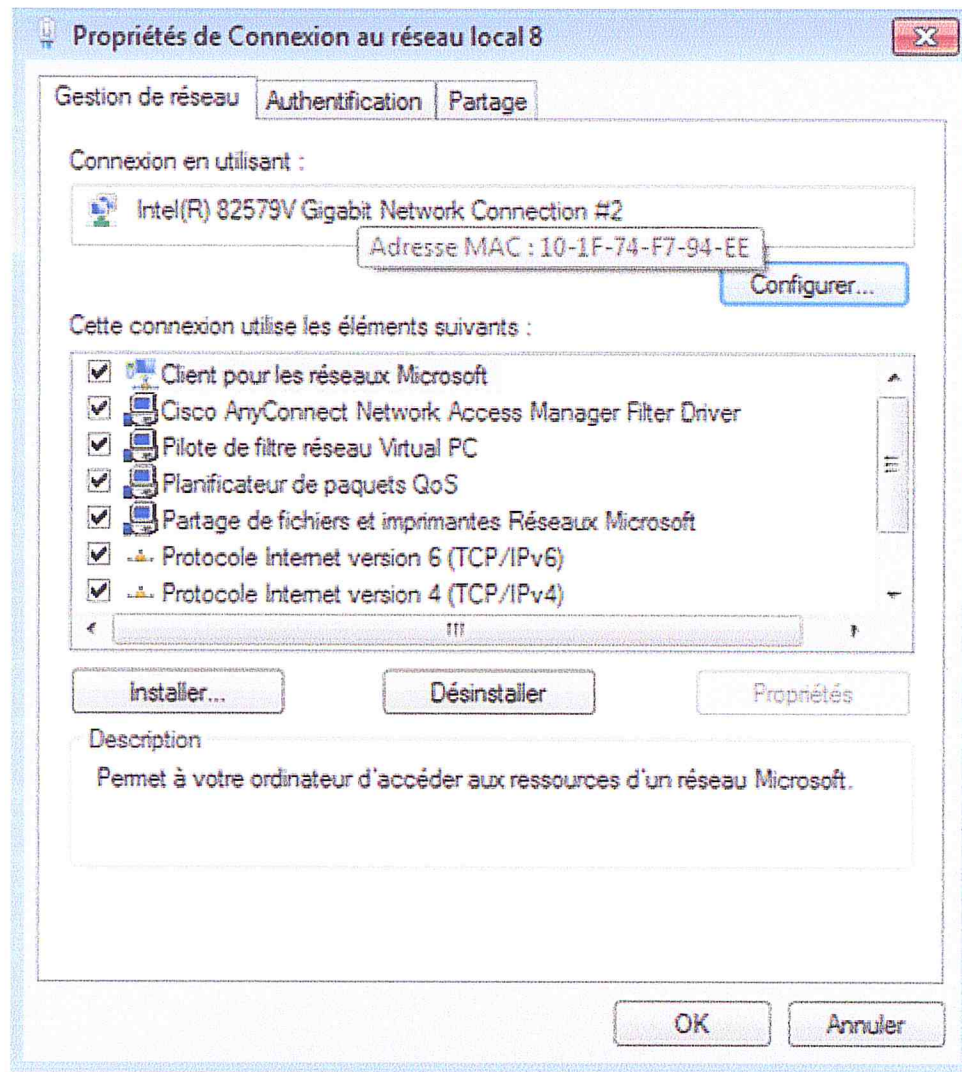 Propriétés de Connexion au réseau local 8
Gestion de réseau Authentification Partage
Connexion en utilisant :
Intel(R) 82579V Gigabit Network Connection #2
Adresse MAC : 10-1F-74-F7-94-EE
Configurer...
Cette connexion utilise les éléments suivants :
Client pour les réseaux Microsoft
Cisco AnyConnect Network Access Manager Filter Driver
Pilote de filtre réseau Virtual PC
Planificateur de paquets QoS
Partage de fichiers et imprimantes Réseaux Microsoft
Protocole Internet version 6 (TCP/IPv6)
Protocole Internet version 4 (TCP/IPv4)
Installer... Désinstaller Propriétés
Description
Permet à votre ordinateur d'accéder aux ressources d'un réseau Microsoft.
OK Annuler